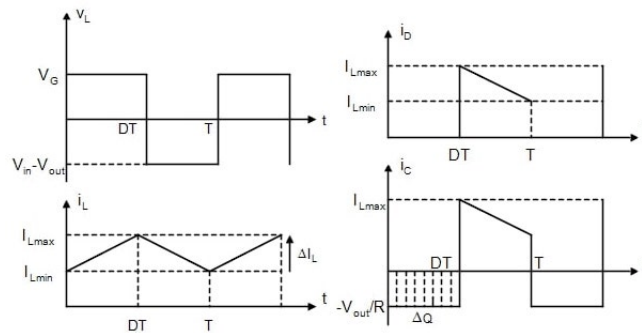 v_L
V_G
DT
T
t
V_in-V_out
i_L
I_Lmax
I_Lmin
ΔI_L
DT
T
t
i_D
I_Lmax
I_Lmin
DT
T
i_C
I_Lmax
DT
T
-V_out/R
ΔQ